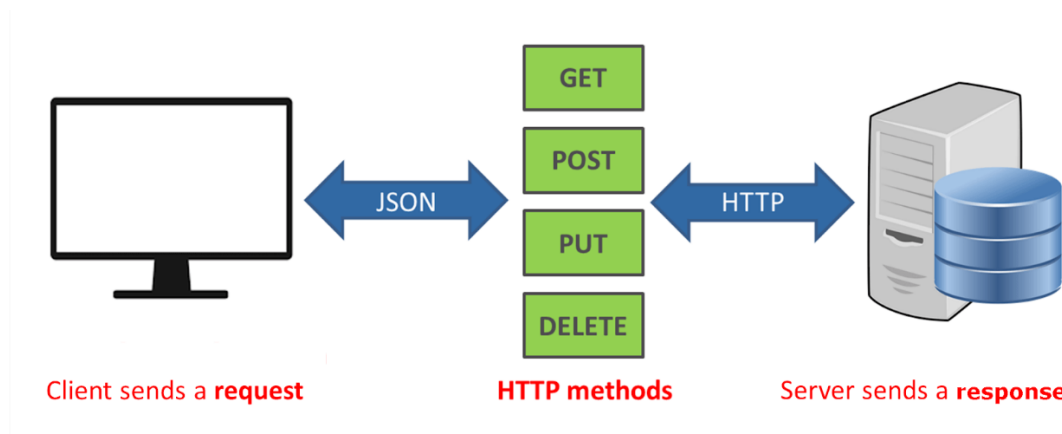 GET
POST
JSON
HTTP
PUT
DELETE
Client sends a request
HTTP methods
Server sends a response